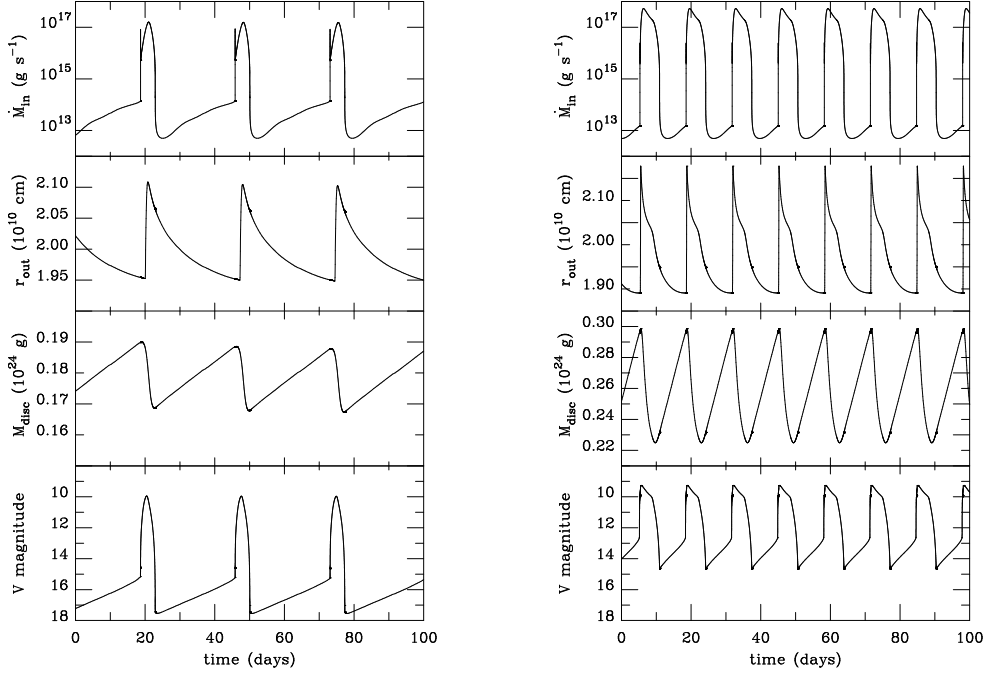 10^17
10^15
10^13
Ṁ_in (g s^−1)
2.10
2.05
2.00
1.95
r_out (10^10 cm)
0.19
0.18
0.17
0.16
M_disc (10^24 g)
10
12
14
16
18
V magnitude
0 20 40 60 80 100
time (days)
10^17
10^15
10^13
Ṁ_in (g s^−1)
2.10
2.00
1.90
r_out (10^10 cm)
0.30
0.28
0.26
0.24
0.22
M_disc (10^24 g)
10
12
14
16
18
V magnitude
0 20 40 60 80 100
time (days)